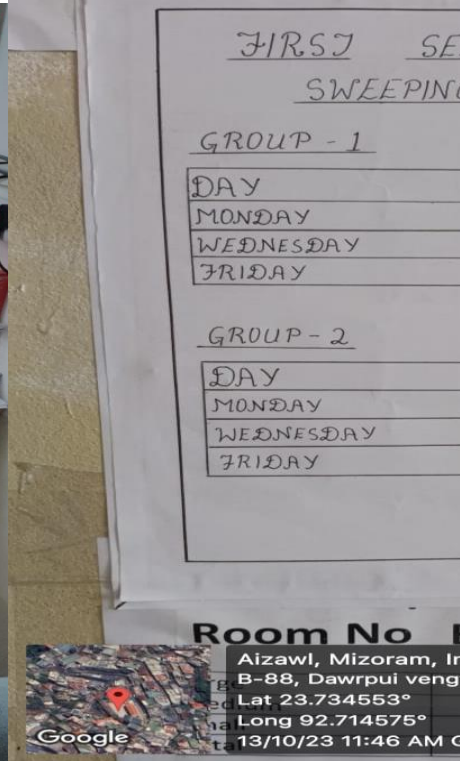 FIRST SE
SWEEPING
GROUP - 1
DAY
MONDAY
WEDNESDAY
FRIDAY
GROUP - 2
DAY
MONDAY
WEDNESDAY
FRIDAY
Room No
Google
Aizawl, Mizoram, In
B-88, Dawrpui veng
Lat 23.734553°
Long 92.714575°
13/10/23 11:46 AM G